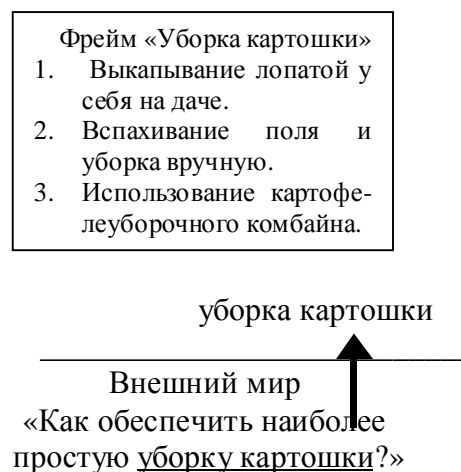 Фрейм «Уборка картошки»
1. Выкапывание лопатой у
себя на даче.
2. Вспахивание поля и
уборка вручную.
3. Использование картофе-
леуборочного комбайна.
уборка картошки
Внешний мир
«Как обеспечить наиболее
простую уборку картошки?»